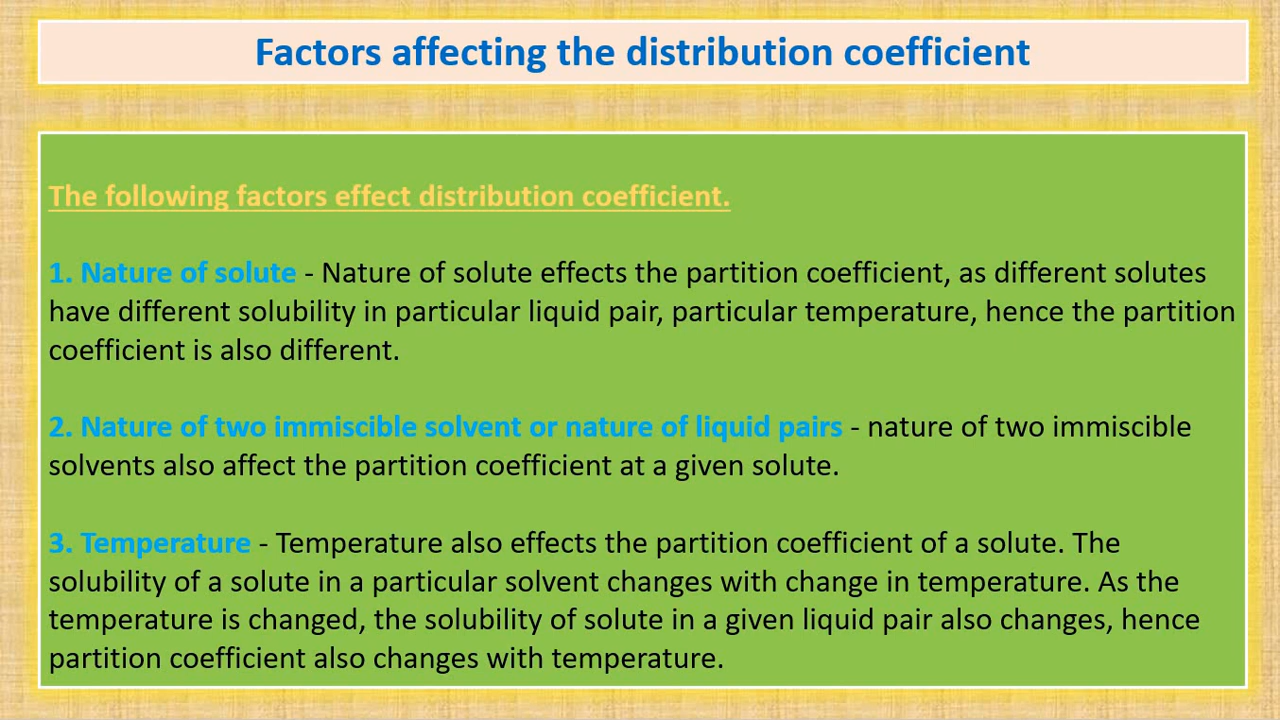 Factors affecting the distribution coefficient
The following factors effect distribution coefficient.
1. Nature of solute - Nature of solute effects the partition coefficient, as different solutes
have different solubility in particular liquid pair, particular temperature, hence the partition
coefficient is also different.
2. Nature of two immiscible solvent or nature of liquid pairs - nature of two immiscible
solvents also affect the partition coefficient at a given solute.
3. Temperature - Temperature also effects the partition coefficient of a solute. The
solubility of a solute in a particular solvent changes with change in temperature. As the
temperature is changed, the solubility of solute in a given liquid pair also changes, hence
partition coefficient also changes with temperature.